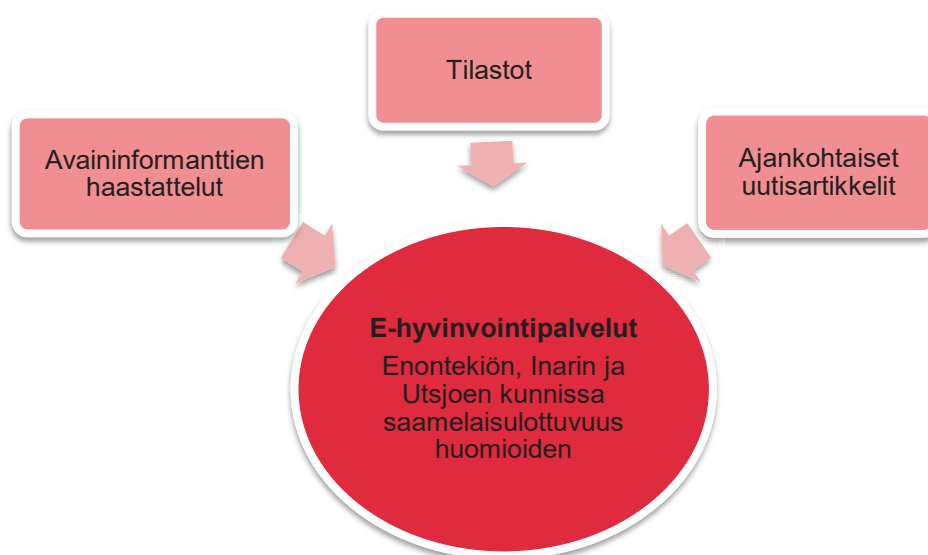 Tilastot
Avaininformanttien
haastattelut
Ajankohtaiset
uutisartikkelit
E-hyvinvointipalvelut
Enontekiön, Inarin ja
Utsjoen kunnissa
saamelaisulottuvuus
huomioiden